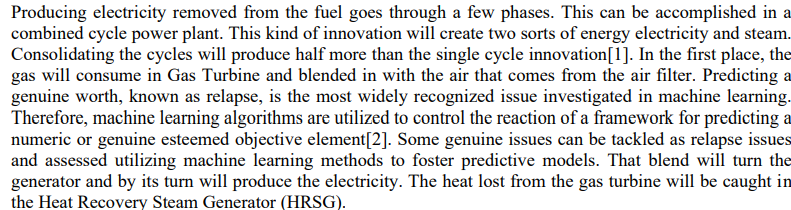 Producing electricity removed from the fuel goes through a few phases. This can be accomplished in a
combined cycle power plant. This kind of innovation will create two sorts of energy electricity and steam.
Consolidating the cycles will produce half more than the single cycle innovation[1]. In the first place, the
gas will consume in Gas Turbine and blended in with the air that comes from the air filter. Predicting a
genuine worth, known as relapse, is the most widely recognized issue investigated in machine learning.
Therefore, machine learning algorithms are utilized to control the reaction of a framework for predicting a
numeric or genuine esteemed objective element[2]. Some genuine issues can be tackled as relapse issues
and assessed utilizing machine learning methods to foster predictive models. That blend will turn the
generator and by its turn will produce the electricity. The heat lost from the gas turbine will be caught in
the Heat Recovery Steam Generator (HRSG).